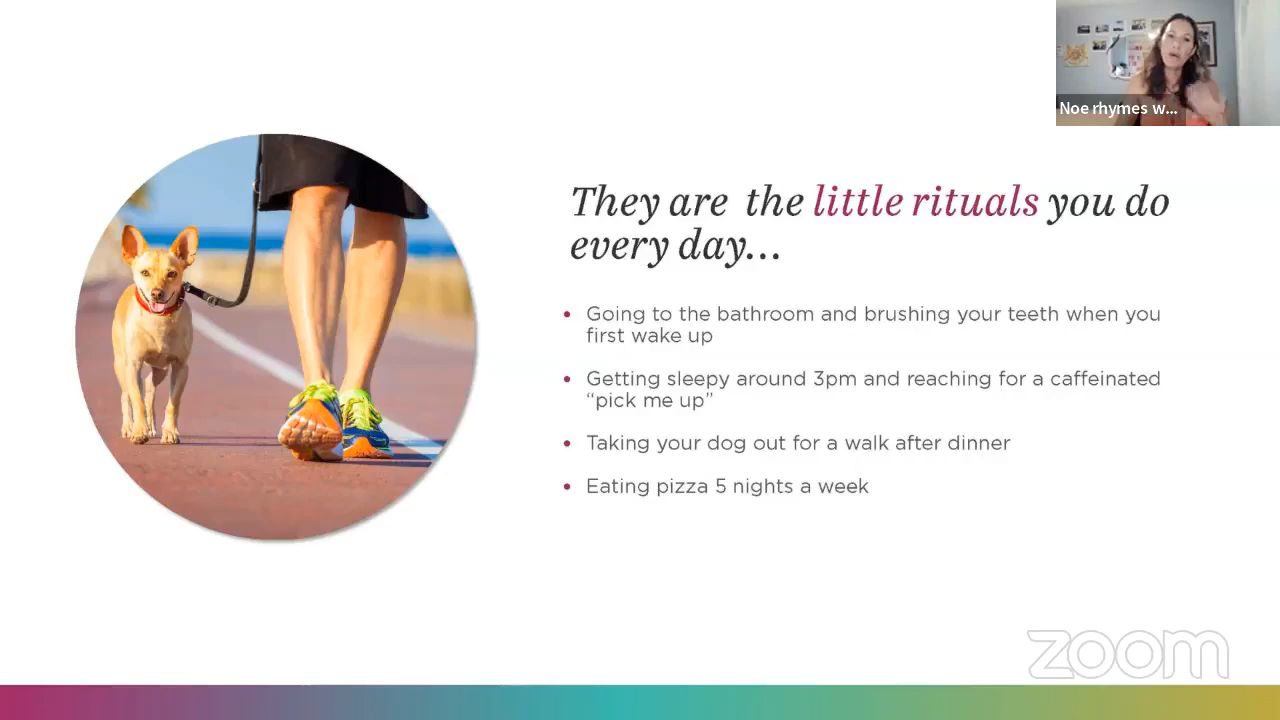 Noe rhymes w...
They are the little rituals you do
every day...
• Going to the bathroom and brushing your teeth when you
first wake up
• Getting sleepy around 3pm and reaching for a caffeinated
“pick me up”
• Taking your dog out for a walk after dinner
• Eating pizza 5 nights a week
zoom